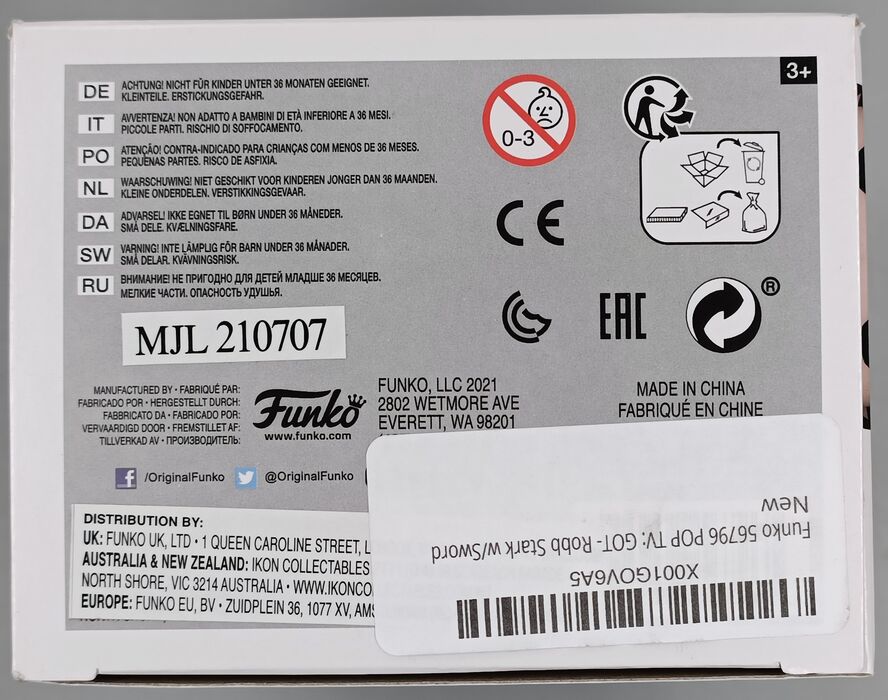 3+
DE ACHTUNG! NICHT FÜR KINDER UNTER 36 MONATEN GEEIGNET.
KLEINTEILE. ERSTICKUNGSGEFAHR.
IT AVVERTENZA! NON ADATTO A BAMBINI DI ETÀ INFERIORE A 36 MESI.
PICCOLE PARTI. RISCHIO DI SOFFOCAMENTO.
PO ATENÇÃO! CONTRA-INDICADO PARA CRIANÇAS COM MENOS DE 36 MESES.
PEQUENAS PARTES. RISCO DE ASFIXIA.
NL WAARSCHUWING! NIET GESCHIKT VOOR KINDEREN JONGER DAN 36 MAANDEN.
KLEINE ONDERDELEN. VERSTIKKINGSGEVAAR.
DA ADVARSEL! IKKE EGNET TIL BØRN UNDER 36 MÅNEDER.
SMÅ DELE. KVÆLNINGSFARE.
SW VARNING! INTE LÄMPLIG FÖR BARN UNDER 36 MÅNADER.
SMÅ DELAR. KVÄVNINGSRISK.
RU ВНИМАНИЕ! НЕ ПРИГОДНО ДЛЯ ДЕТЕЙ МЛАДШЕ 36 МЕСЯЦЕВ.
МЕЛКИЕ ЧАСТИ. ОПАСНОСТЬ УДУШЬЯ.
0-3
CE
EAC
®
MJL 210707
MANUFACTURED BY • FABRIQUÉ PAR:
FABRICADO POR • HERGESTELLT DURCH:
FABBRICATO DA • FABRICADO POR:
VERVAARDIGD DOOR • FREMSTILLET AF:
TILLVERKAD AV • ПРОИЗВОДИТЕЛЬ:
Funko
www.funko.com
FUNKO, LLC 2021
2802 WETMORE AVE
EVERETT, WA 98201
MADE IN CHINA
FABRIQUÉ EN CHINE
/OriginalFunko
@OriginalFunko
DISTRIBUTION BY:
UK: FUNKO UK, LTD • 1 QUEEN CAROLINE STREET,
AUSTRALIA & NEW ZEALAND: IKON COLLECTABLES
NORTH SHORE, VIC 3214 AUSTRALIA • WWW.IKONCO
EUROPE: FUNKO EU, BV • ZUIDPLEIN 36, 1077 XV, AMS
X001GOV6A5
Funko 56796 POP TV: GOT- Robb Stark w/Sword
New